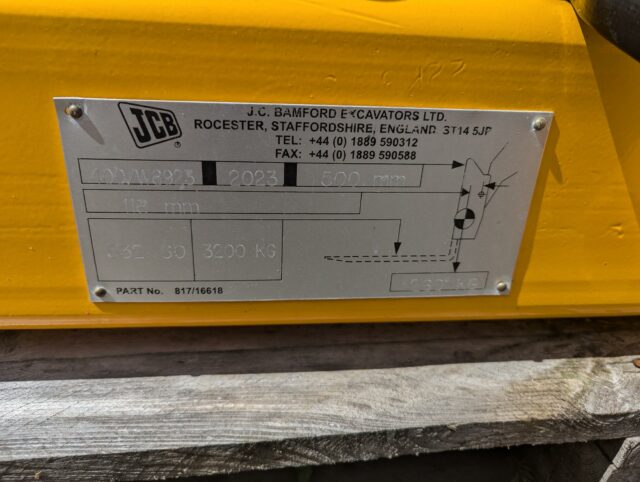 JCB
J.C. BAMFORD EXCAVATORS LTD.
ROCESTER, STAFFORDSHIRE, ENGLAND ST14 5JP
TEL: +44 (0) 1889 590312
FAX: +44 (0) 1889 590588
2023 500 mm
mm
3200 KG
PART No. 817/16618